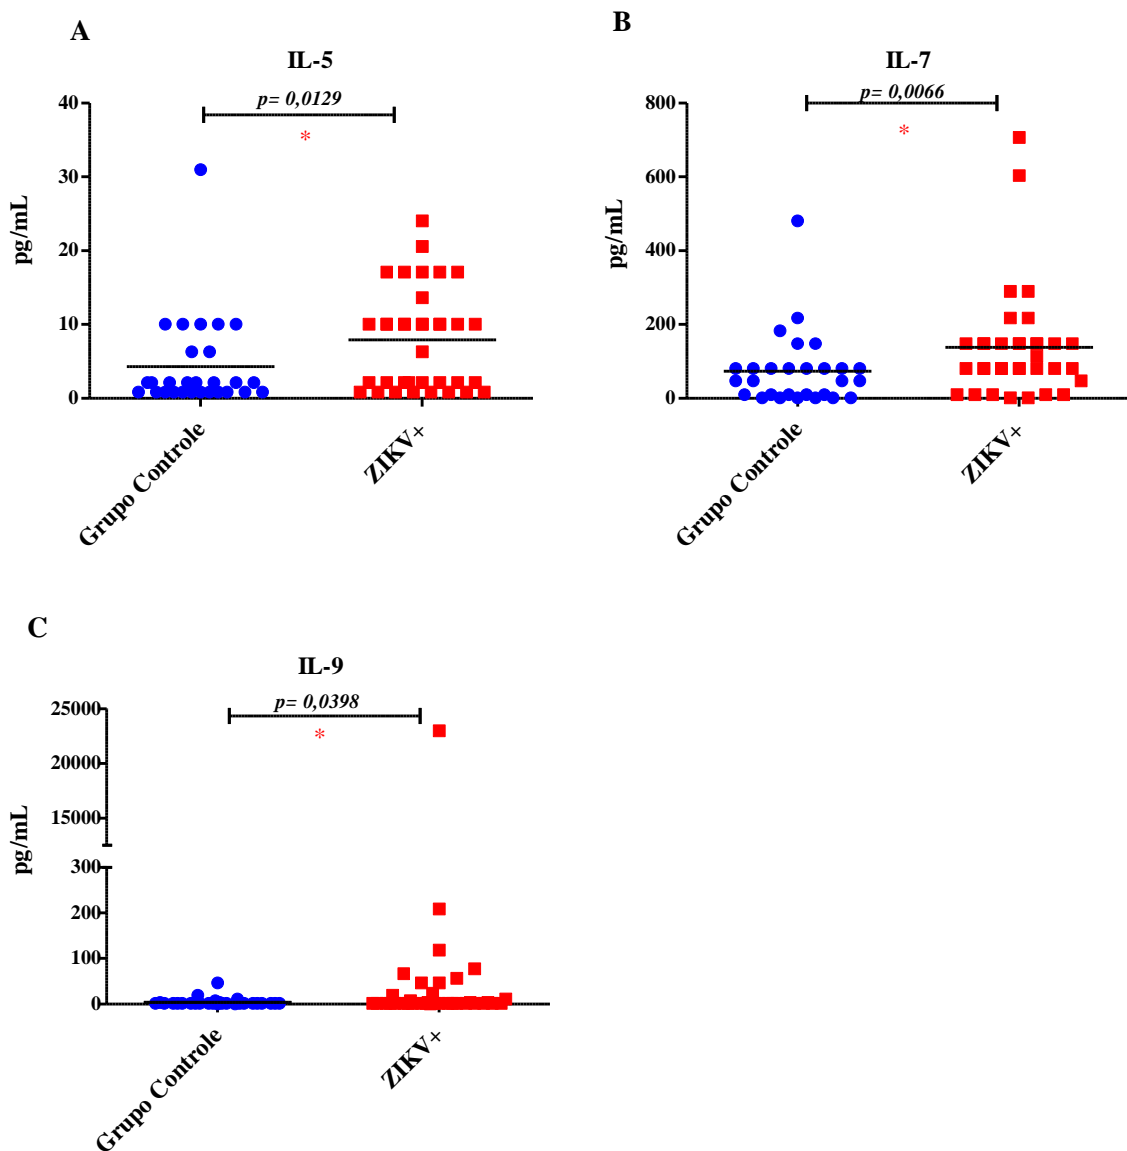 A
IL-5
p= 0,0129
*
40
30
20
10
0
pg/mL
Grupo Controle
ZIKV+
B
IL-7
p= 0,0066
*
800
600
400
200
0
pg/mL
Grupo Controle
ZIKV+
C
IL-9
p= 0,0398
*
25000
20000
15000
300
200
100
0
pg/mL
Grupo Controle
ZIKV+